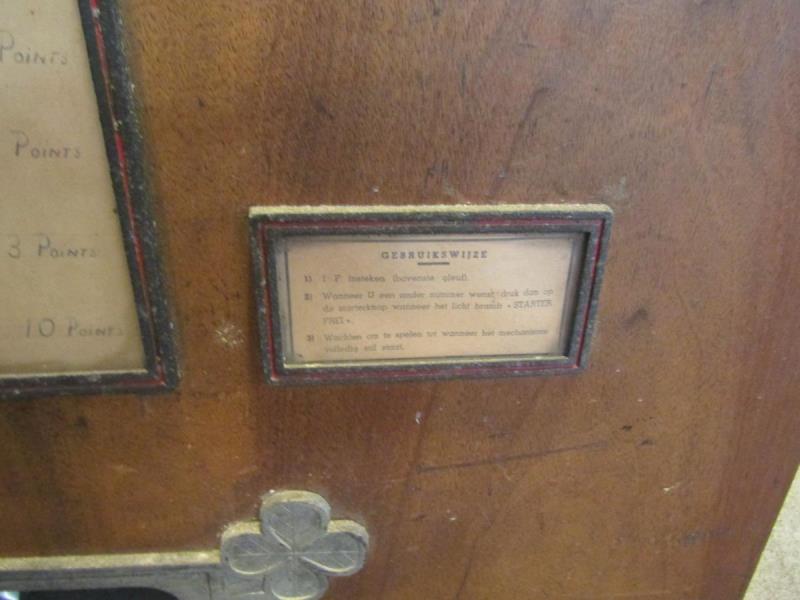 POINTS
POINTS
3 POINTS
10 POINTS
GEBRUIKSWIJZE
1) 1 F insteken (bovenste gleuf).
2) Wanneer U een ander nummer wenst druk dan op
de starterknop wanneer het licht brandt « STARTER
FREI ».
3) Wachten om te spelen tot wanneer het mechanisme
volledig stil staat.